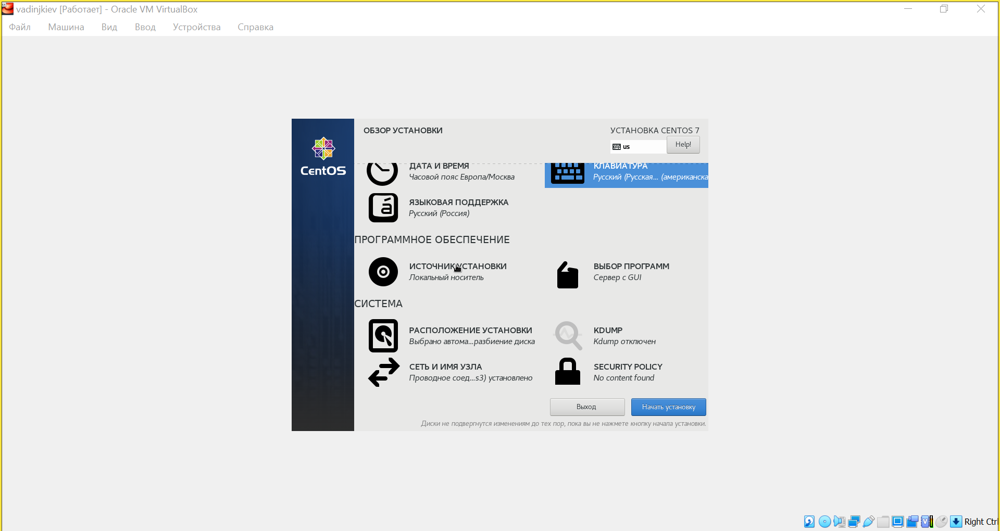 vadinjkiev [Работает] - Oracle VM VirtualBox
Файл Машина Вид Ввод Устройства Справка
CentOS
ОБЗОР УСТАНОВКИ
УСТАНОВКА CENTOS 7
us
Help!
ДАТА И ВРЕМЯ
Часовой пояс Европа/Москва
КЛАВИАТУРА
Русский (Русская... (американска
ЯЗЫКОВАЯ ПОДДЕРЖКА
Русский (Россия)
ПРОГРАММНОЕ ОБЕСПЕЧЕНИЕ
ИСТОЧНИК УСТАНОВКИ
Локальный носитель
ВЫБОР ПРОГРАММ
Сервер с GUI
СИСТЕМА
РАСПОЛОЖЕНИЕ УСТАНОВКИ
Выбрано автома...разбиение диска
KDUMP
Kdump отключен
СЕТЬ И ИМЯ УЗЛА
Проводное соед...s3) установлено
SECURITY POLICY
No content found
Выход
Начать установку
Диски не подвергнутся изменениям до тех пор, пока вы не нажмете кнопку начала установки.
Right Ctrl